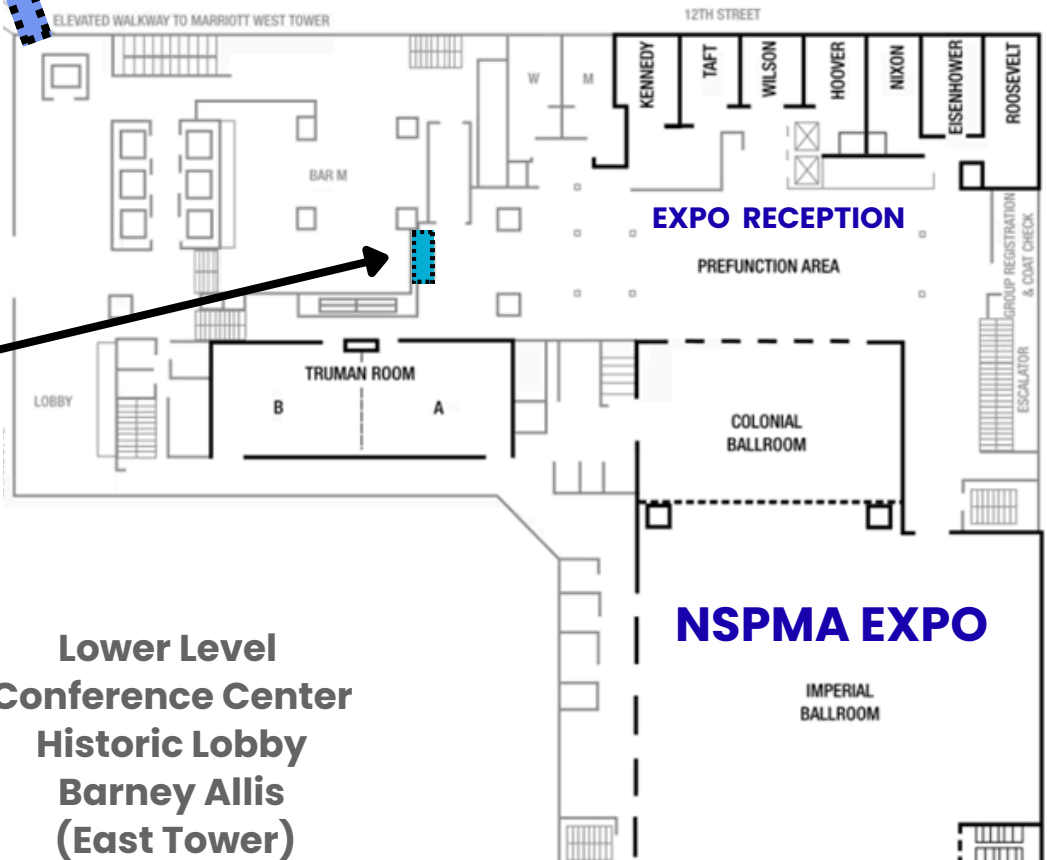 ELEVATED WALKWAY TO MARRIOTT WEST TOWER
12TH STREET
W
M
KENNEDY
TAFT
WILSON
HOOVER
NIXON
EISENHOWER
ROOSEVELT
BAR M
EXPO RECEPTION
PREFUNCTION AREA
GROUP REGISTRATION
& COAT CHECK
ESCALATOR
LOBBY
TRUMAN ROOM
B
A
COLONIAL
BALLROOM
NSPMA EXPO
IMPERIAL
BALLROOM
Lower Level
Conference Center
Historic Lobby
Barney Allis
(East Tower)